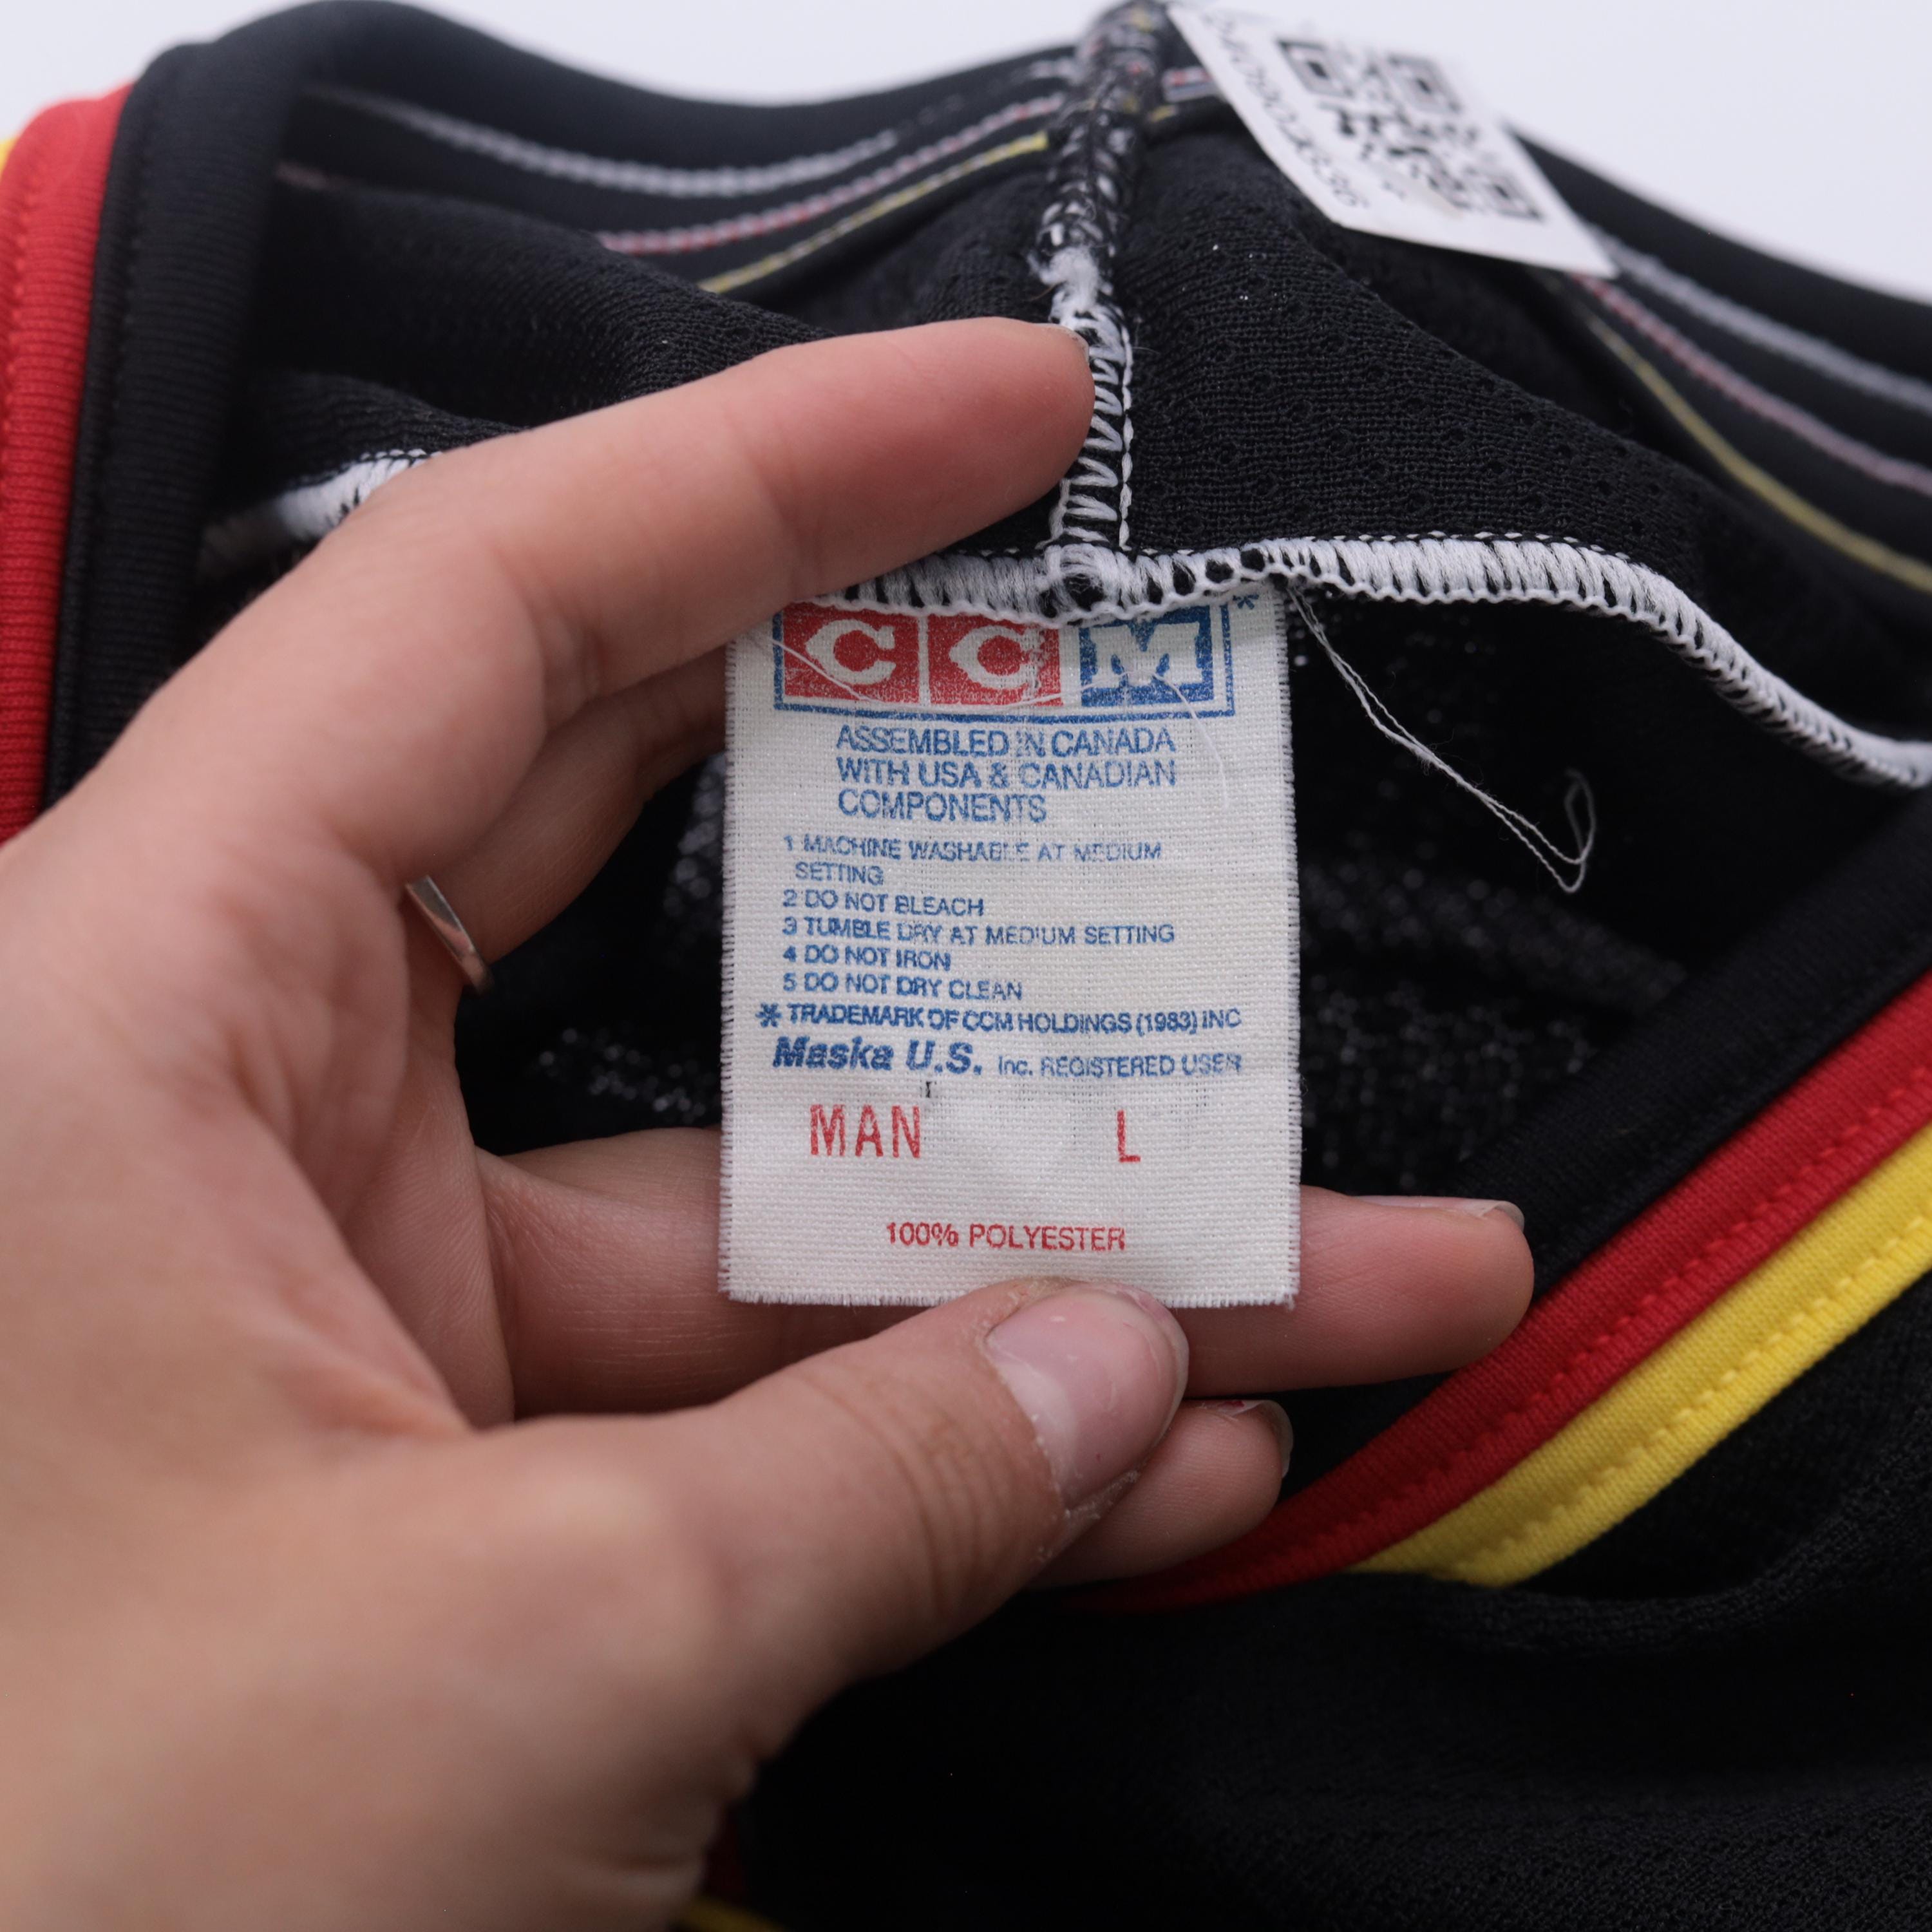 CCM*
ASSEMBLED IN CANADA
WITH USA & CANADIAN
COMPONENTS
1 MACHINE WASHABLE AT MEDIUM
SETTING
2 DO NOT BLEACH
3 TUMBLE DRY AT MEDIUM SETTING
4 DO NOT IRON
5 DO NOT DRY CLEAN
* TRADEMARK OF CCM HOLDINGS (1983) INC
Maska U.S. Inc. REGISTERED USER
MAN L
100% POLYESTER